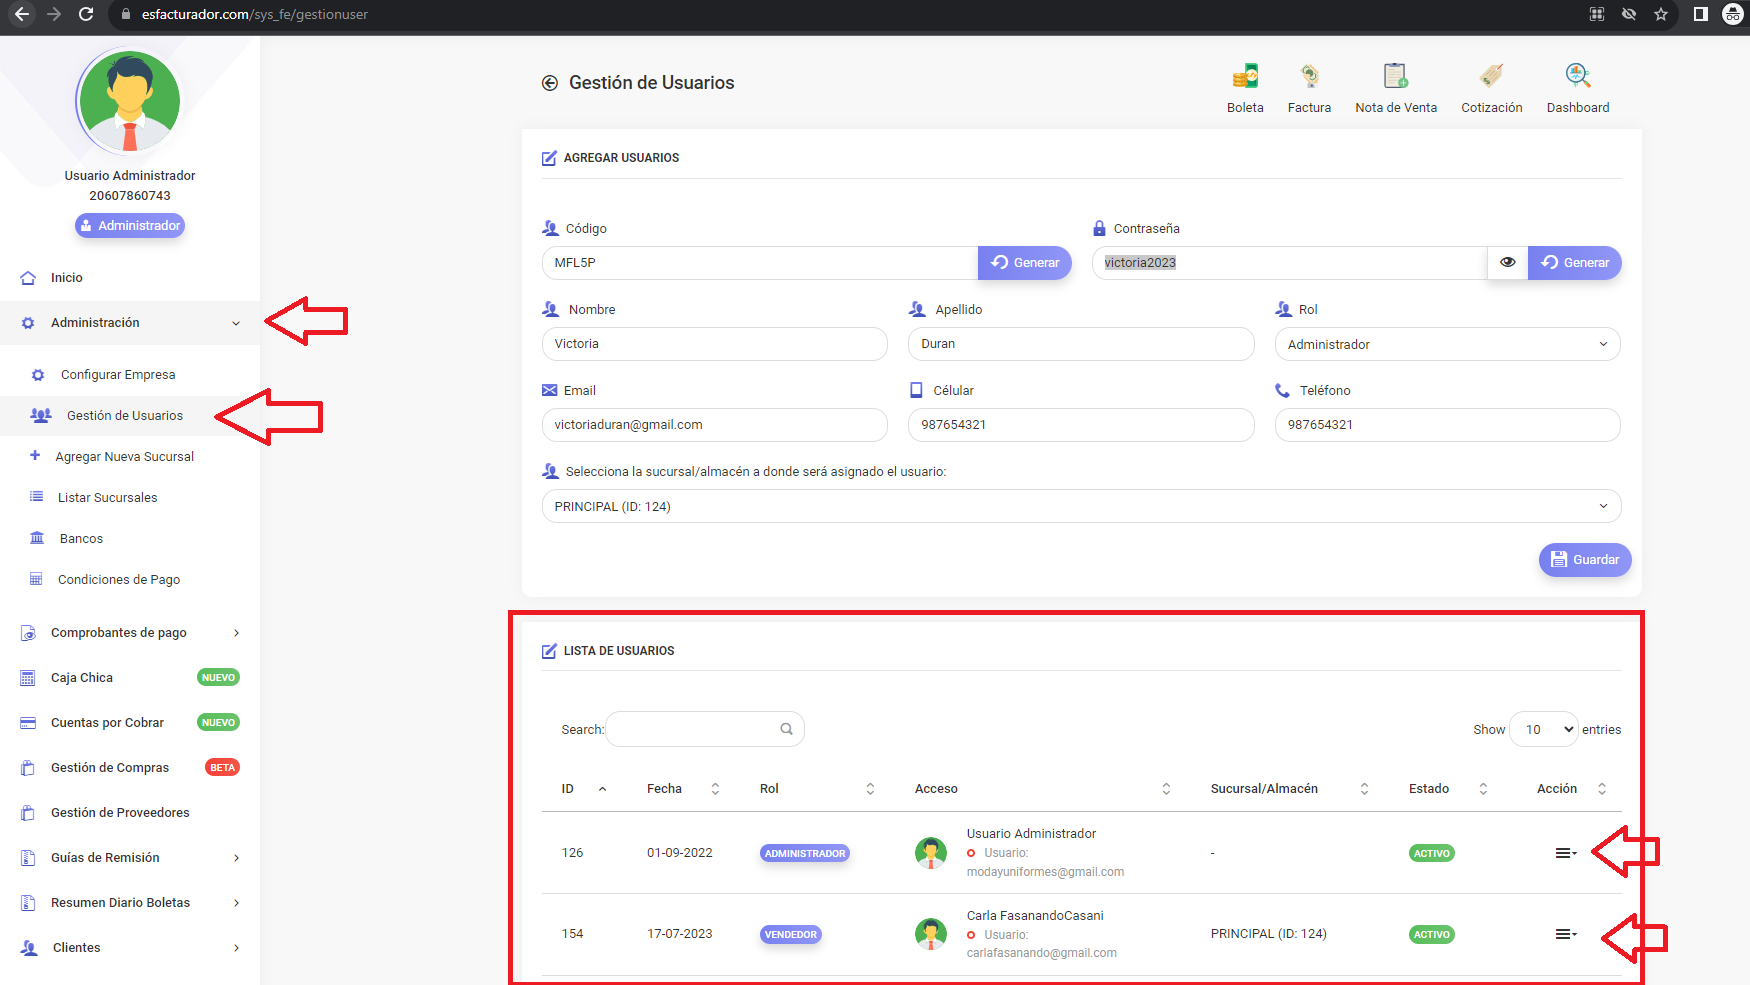 esfacturador.com/sys_fe/gestionuser
Usuario Administrador
20607860743
Administrador
Inicio
Administración
Configurar Empresa
Gestión de Usuarios
Agregar Nueva Sucursal
Listar Sucursales
Bancos
Condiciones de Pago
Comprobantes de pago
Caja Chica NUEVO
Cuentas por Cobrar NUEVO
Gestión de Compras BETA
Gestión de Proveedores
Guías de Remisión
Resumen Diario Boletas
Clientes
Gestión de Usuarios
Boleta Factura Nota de Venta Cotización Dashboard
AGREGAR USUARIOS
Código Contraseña
MFL5P Generar victoria2023 Generar
Nombre Apellido Rol
Victoria Duran Administrador
Email Célular Teléfono
victoriaduran@gmail.com 987654321 987654321
Selecciona la sucursal/almacén a donde será asignado el usuario:
PRINCIPAL (ID: 124)
Guardar
LISTA DE USUARIOS
Search: Show 10 entries
ID Fecha Rol Acceso Sucursal/Almacén Estado Acción
Usuario Administrador
126 01-09-2022 ADMINISTRADOR Usuario: - ACTIVO
modayuniformes@gmail.com
Carla FasanandoCasani
154 17-07-2023 VENDEDOR Usuario: PRINCIPAL (ID: 124) ACTIVO
carlafasanando@gmail.com